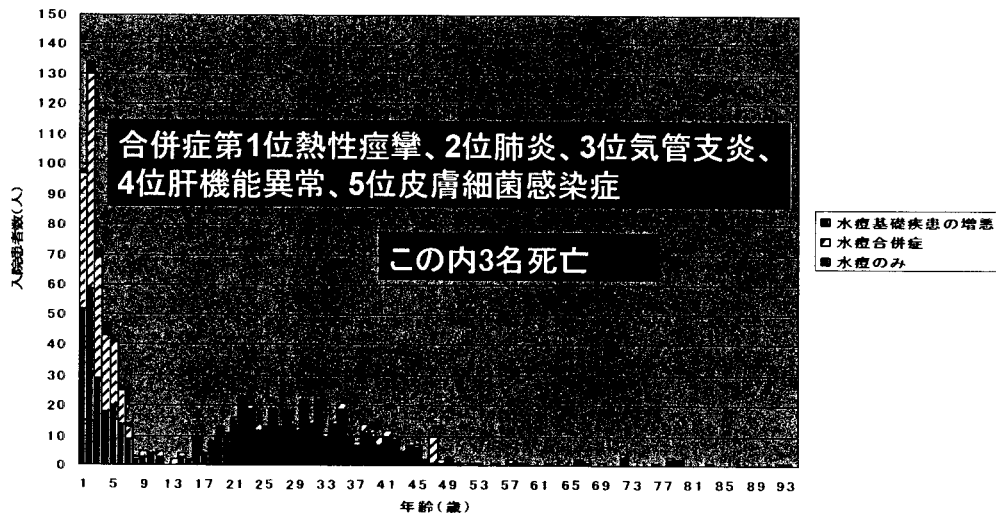 150
140
130
120
110
100
90
80
70
60
50
40
30
20
10
0
入院患者数(人)
合併症第1位熱性痙攣、2位肺炎、3位気管支炎、
4位肝機能異常、5位皮膚細菌感染症
この内3名死亡
水痘基礎疾患の増悪
水痘合併症
水痘のみ
1 5 9 13 17 21 25 29 33 37 41 45 49 53 57 61 65 69 73 77 81 85 89 93
年齢(歳)